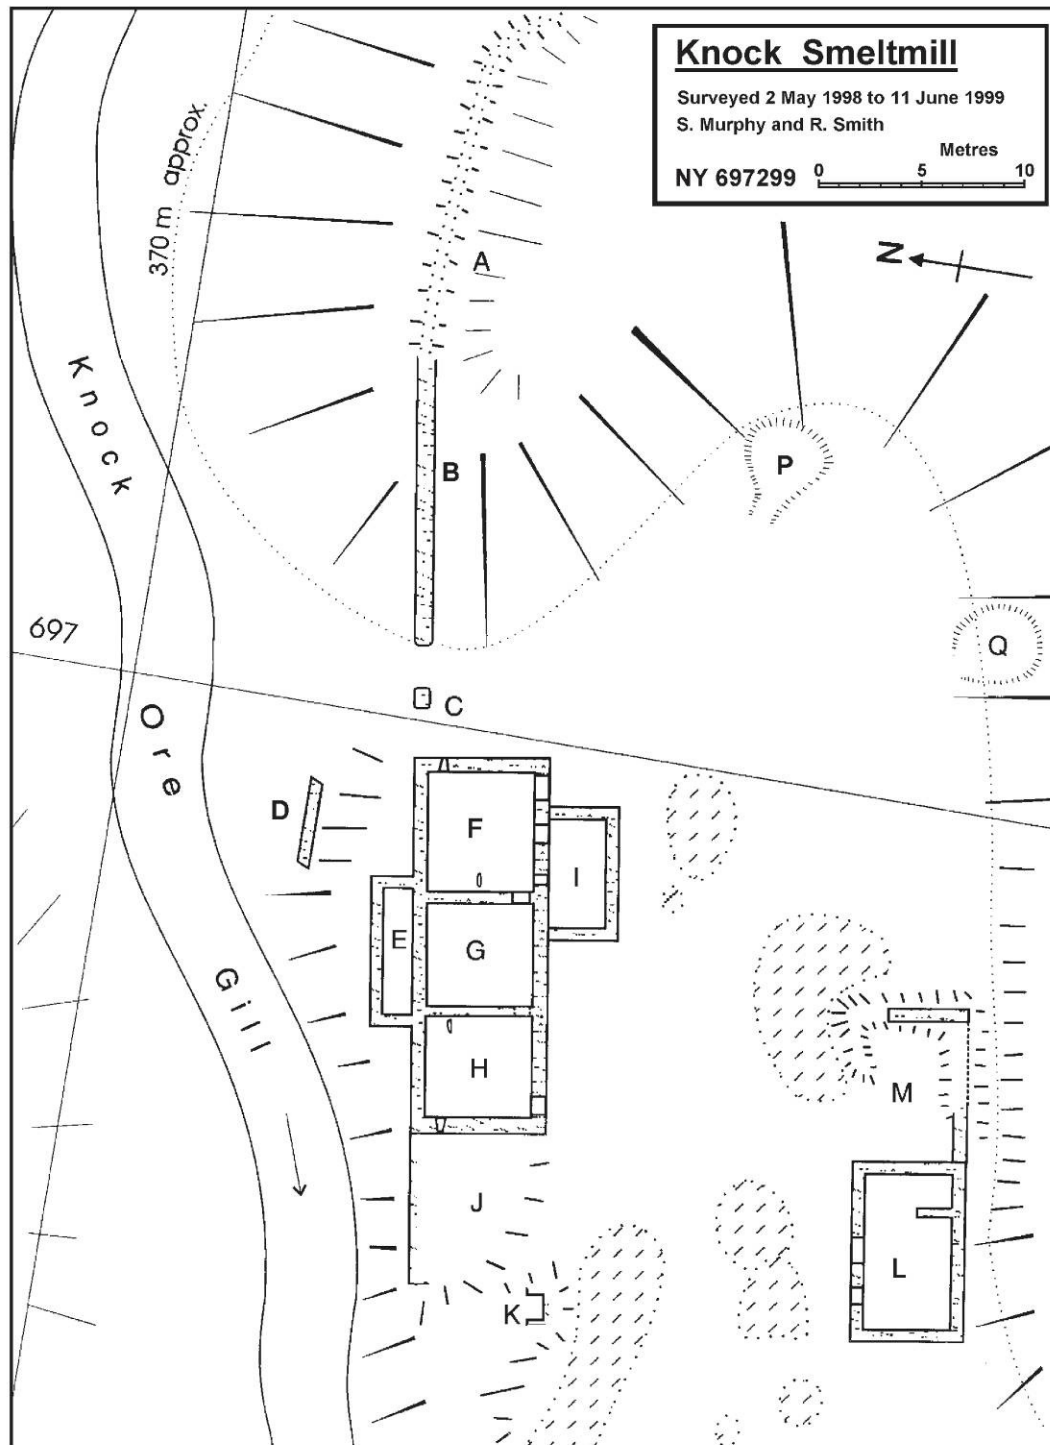 Knock Smeltmill
Surveyed 2 May 1998 to 11 June 1999
S. Murphy and R. Smith
Metres
NY 697299 0 5 10
N
370 m approx.
A
Knock
B
P
697
Q
C
Ore
D
F
I
E
G
Gill
H
M
J
L
K